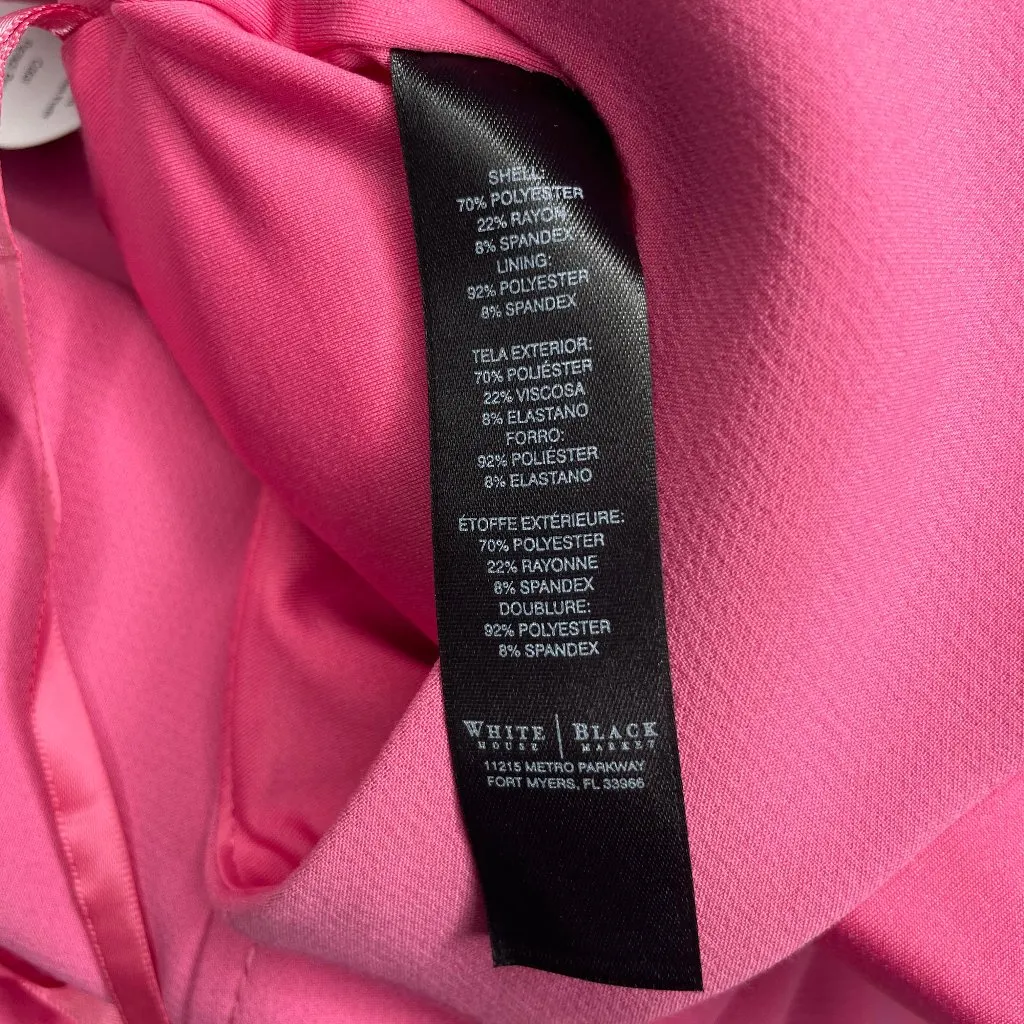 SHELL:
70% POLYESTER
22% RAYON
8% SPANDEX
LINING:
92% POLYESTER
8% SPANDEX
TELA EXTERIOR:
70% POLIÉSTER
22% VISCOSA
8% ELASTANO
FORRO:
92% POLIÉSTER
8% ELASTANO
ÉTOFFE EXTÉRIEURE:
70% POLYESTER
22% RAYONNE
8% SPANDEX
DOUBLURE:
92% POLYESTER
8% SPANDEX
WHITE | BLACK
HOUSE MARKET
11215 METRO PARKWAY
FORT MYERS, FL 33966